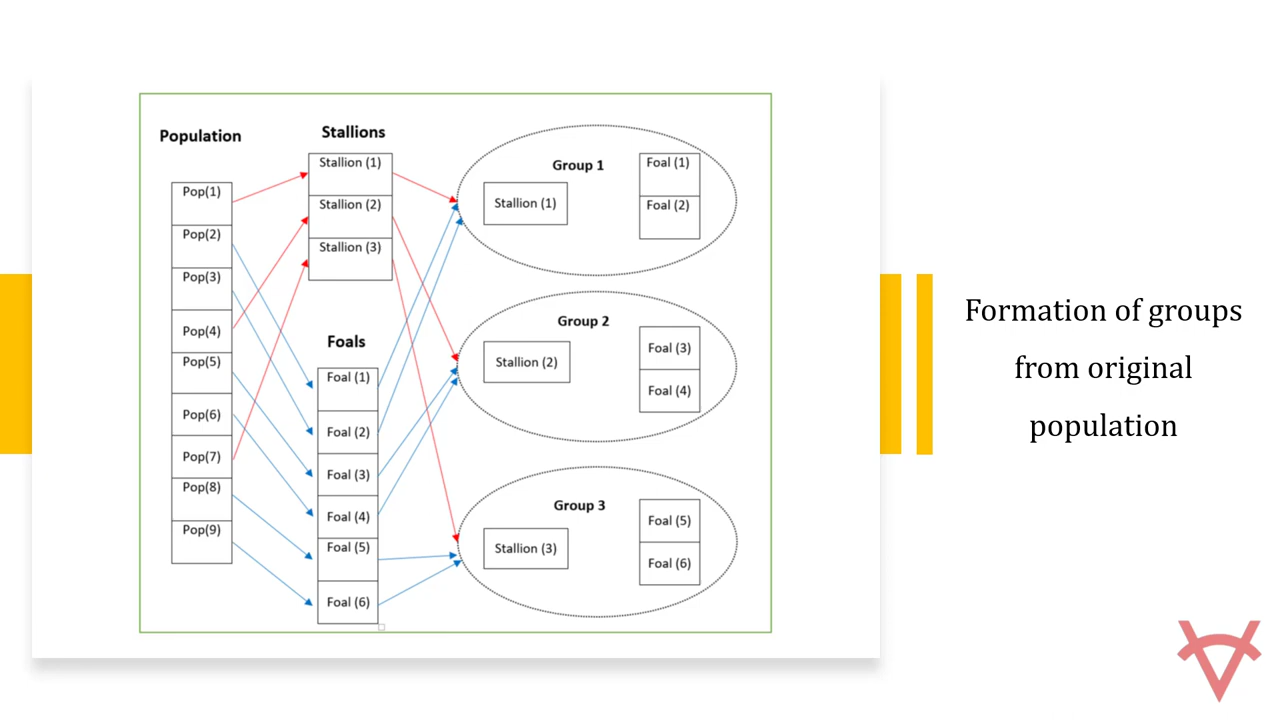 Population
Pop(1)
Pop(2)
Pop(3)
Pop(4)
Pop(5)
Pop(6)
Pop(7)
Pop(8)
Pop(9)
Stallions
Stallion (1)
Stallion (2)
Stallion (3)
Foals
Foal (1)
Foal (2)
Foal (3)
Foal (4)
Foal (5)
Foal (6)
Group 1
Stallion (1)
Foal (1)
Foal (2)
Group 2
Stallion (2)
Foal (3)
Foal (4)
Group 3
Stallion (3)
Foal (5)
Foal (6)
Formation of groups
from original
population